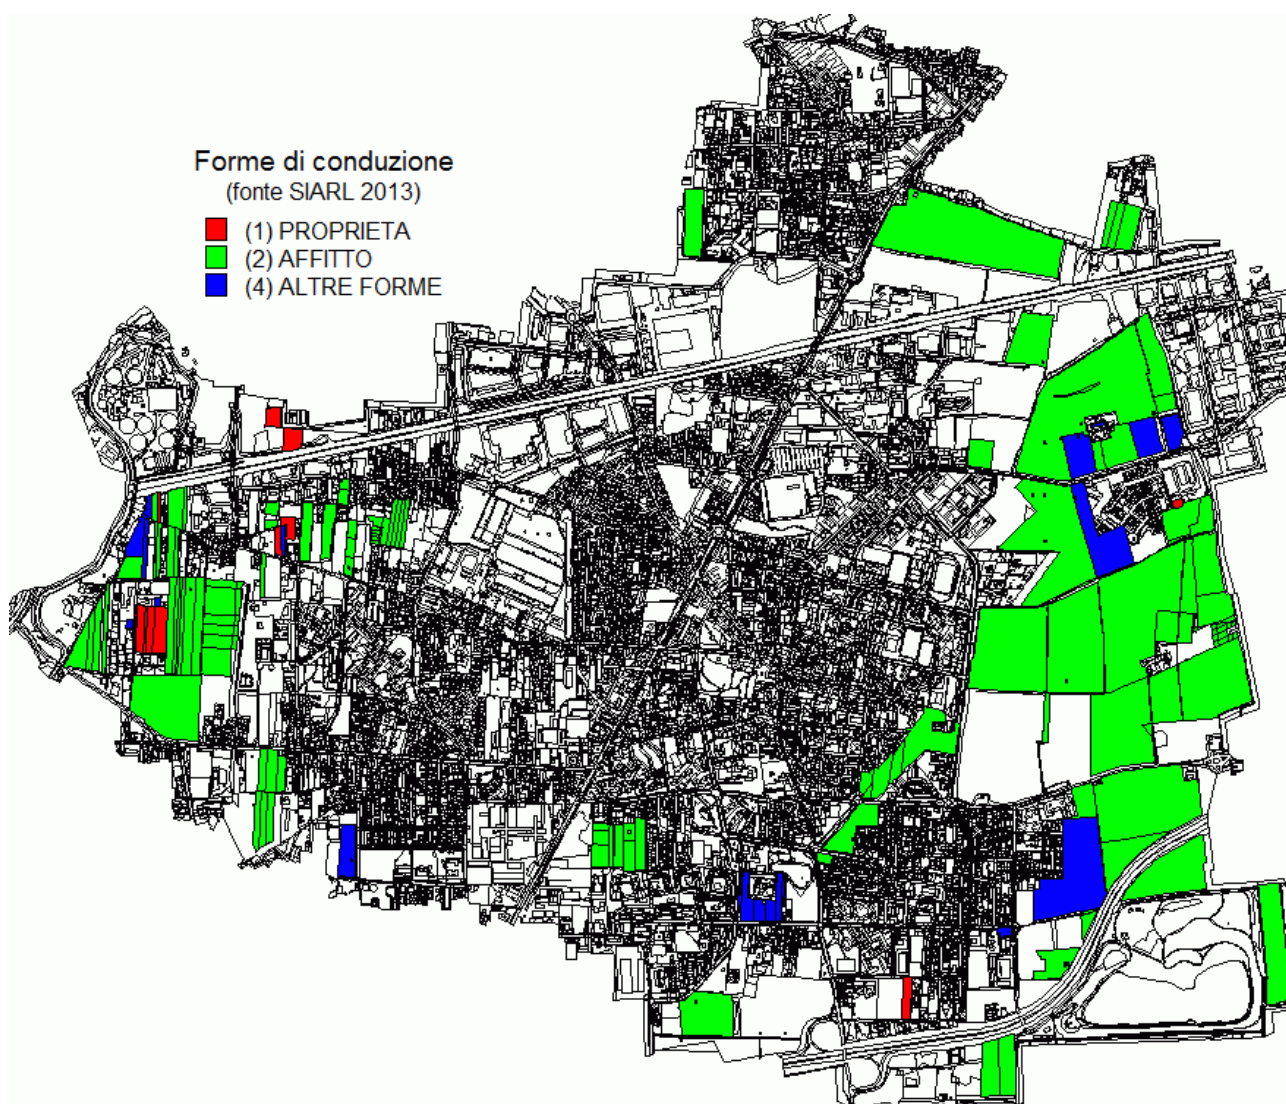 Forme di conduzione
(fonte SIARL 2013)
(1) PROPRIETA
(2) AFFITTO
(4) ALTRE FORME